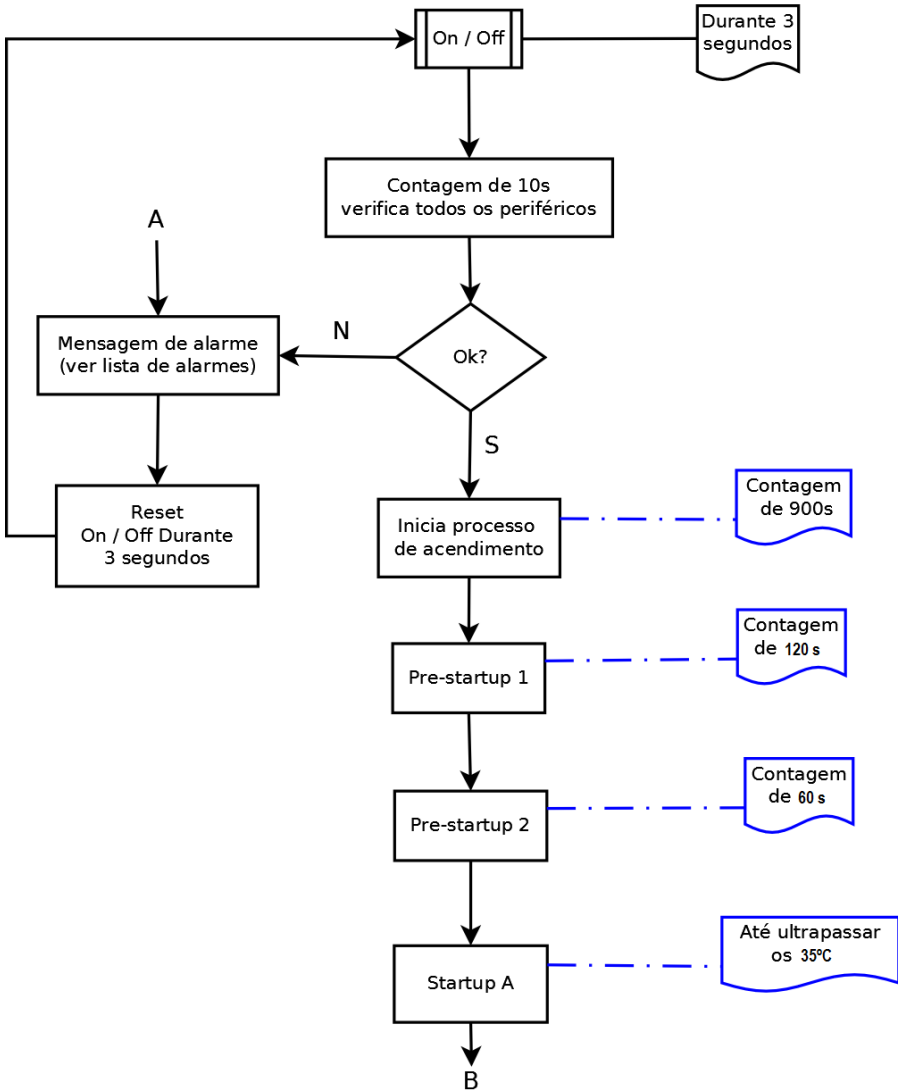 On / Off
Durante 3
segundos
Contagem de 10s
verifica todos os periféricos
A
Mensagem de alarme
(ver lista de alarmes)
N
Ok?
S
Reset
On / Off Durante
3 segundos
Inicia processo
de acendimento
Contagem
de 900s
Pre-startup 1
Contagem
de 120 s
Pre-startup 2
Contagem
de 60 s
Startup A
Até ultrapassar
os 35ºC
B